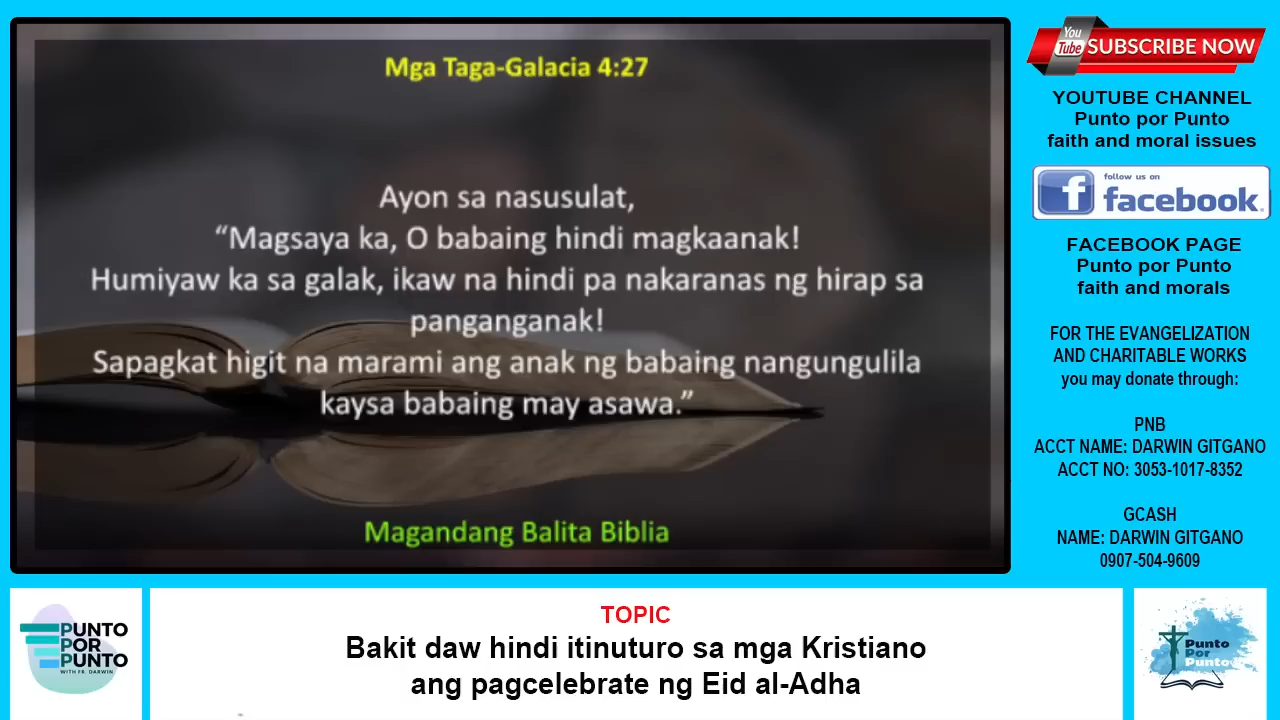 Mga Taga-Galacia 4:27
Ayon sa nasusulat,
“Magsaya ka, O babaing hindi magkaanak!
Humiyaw ka sa galak, ikaw na hindi pa nakaranas ng hirap sa
panganganak!
Sapagkat higit na marami ang anak ng babaing nangungulila
kaysa babaing may asawa.”
Magandang Balita Biblia
You
Tube
SUBSCRIBE NOW
YOUTUBE CHANNEL
Punto por Punto
faith and moral issues
follow us on
facebook.
FACEBOOK PAGE
Punto por Punto
faith and morals
FOR THE EVANGELIZATION
AND CHARITABLE WORKS
you may donate through:
PNB
ACCT NAME: DARWIN GITGANO
ACCT NO: 3053-1017-8352
GCASH
NAME: DARWIN GITGANO
0907-504-9609
PUNTO
POR
PUNTO
WITH FR. DARWIN
TOPIC
Bakit daw hindi itinuturo sa mga Kristiano
ang pagcelebrate ng Eid al-Adha
Punto
Por
Punto